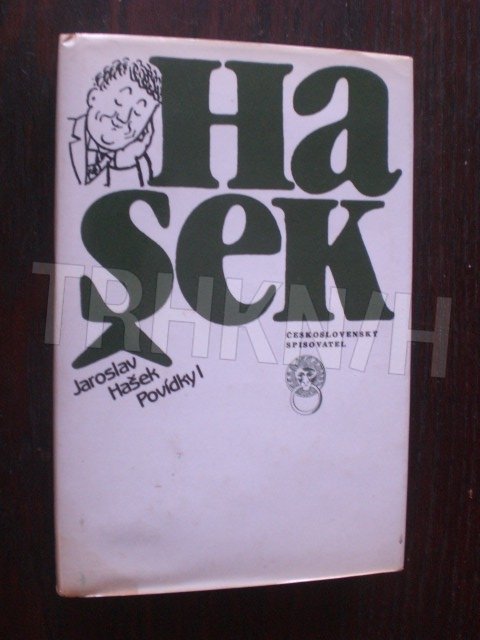 Ha
šek
Jaroslav
Hašek
Povídky I
ČESKOSLOVENSKÝ
SPISOVATEL
TRHKNIH